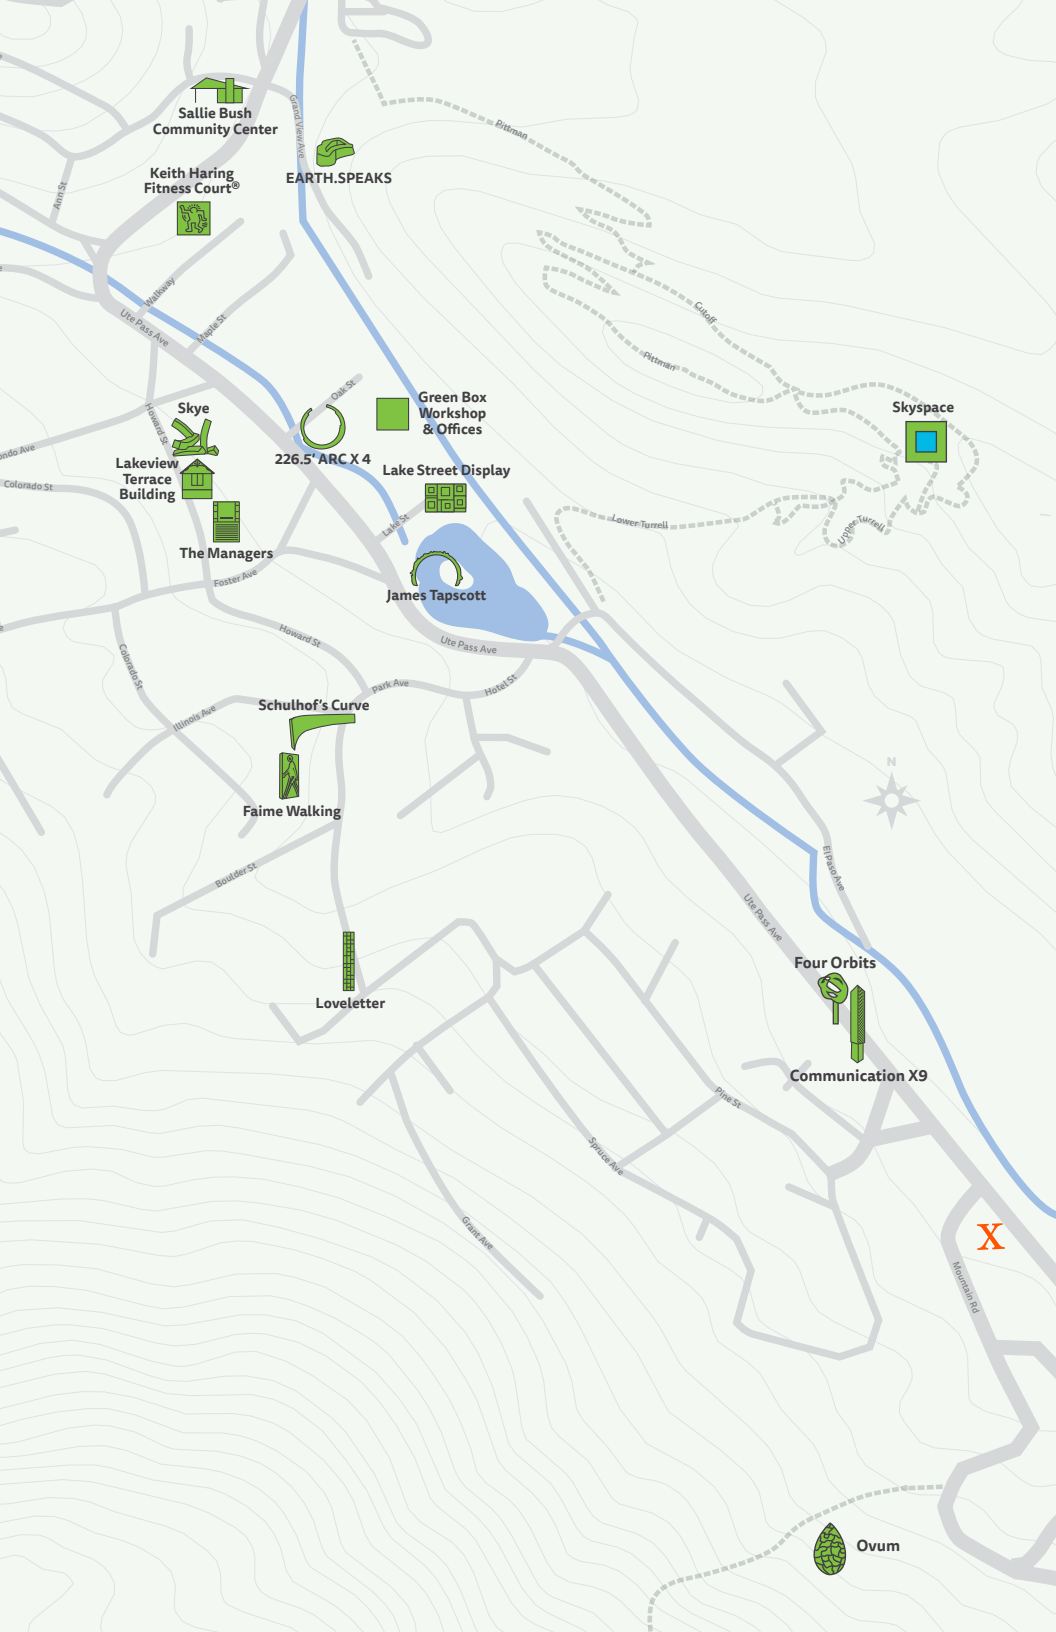 Sallie Bush
Community Center
Grand View Ave
Pittman
EARTH.SPEAKS
Keith Haring
Fitness Court®
Ann St
Walkway
Ute Pass Ave
Maple St
Cutoff
Pittman
Oak St
Green Box
Workshop
& Offices
Skyspace
Skye
Howard St
226.5' ARC X 4
Lakeview
Terrace
Building
Lake Street Display
Colorado St
Lake St
Lower Turrell
Upper Turrell
The Managers
Foster Ave
James Tapscott
Howard St
Ute Pass Ave
Colorado St
Park Ave
Hotel St
Illinois Ave
Schulhof's Curve
N
Faime Walking
Boulder St
El Paso Ave
Ute Pass Ave
Four Orbits
Loveletter
Communication X9
Pine St
Spruce Ave
Grant Ave
X
Mountain Rd
Ovum